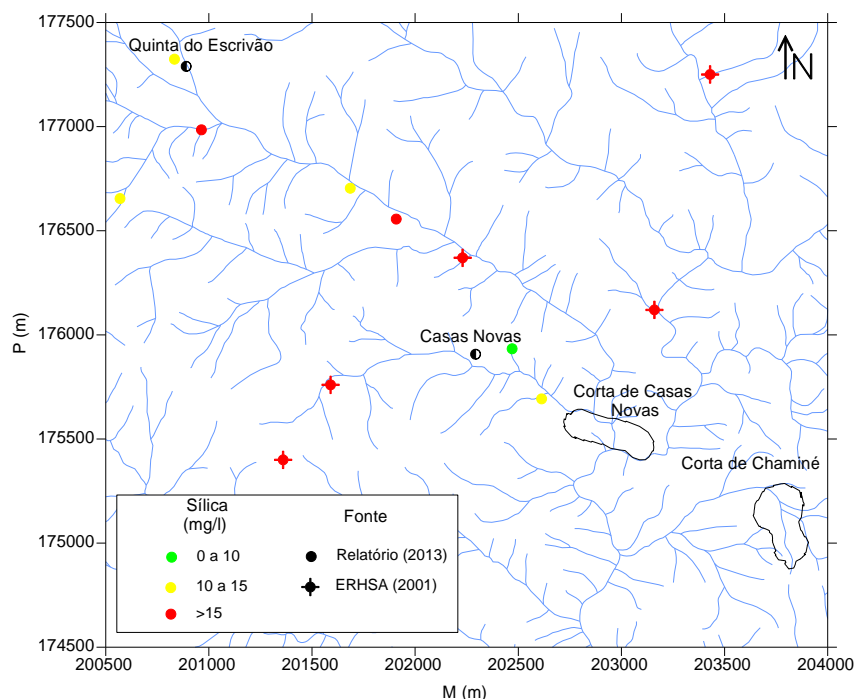 177500
177000
176500
176000
175500
175000
174500
P (m)
Quinta do Escrivão
N
Casas Novas
Corta de Casas
Novas
Corta de Chaminé
Sílica
(mg/l)
Fonte
0 a 10
Relatório (2013)
10 a 15
ERHSA (2001)
>15
200500 201000 201500 202000 202500 203000 203500 204000
M (m)